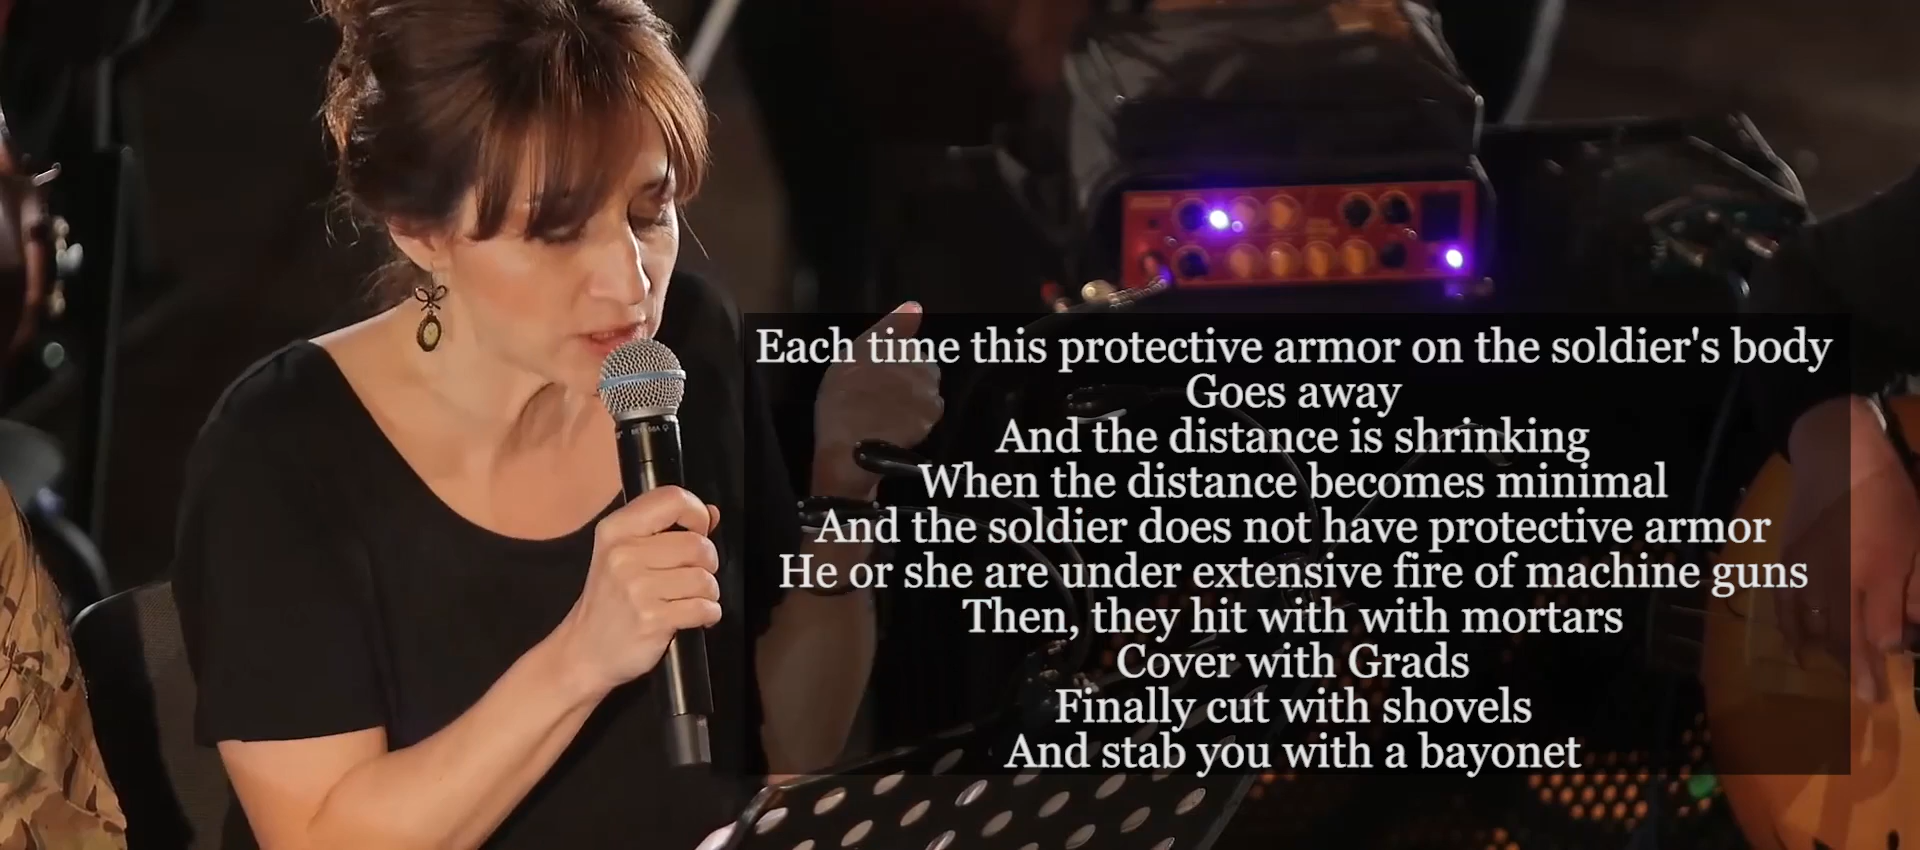 Each time this protective armor on the soldier's body
Goes away
And the distance is shrinking
When the distance becomes minimal
And the soldier does not have protective armor
He or she are under extensive fire of machine guns
Then, they hit with with mortars
Cover with Grads
Finally cut with shovels
And stab you with a bayonet